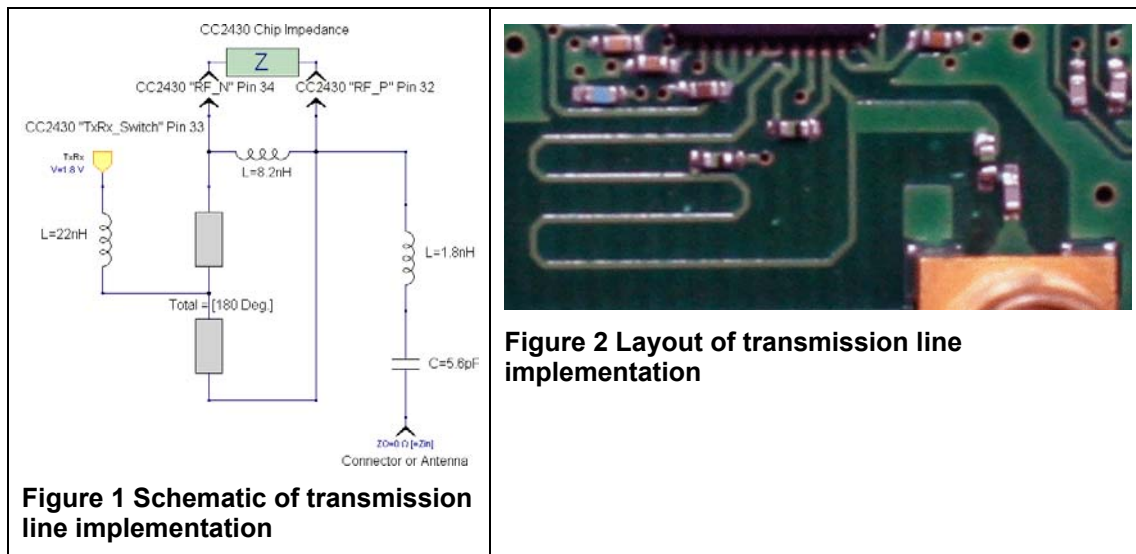 CC2430 Chip Impedance
Z
CC2430 "RF_N" Pin 34
CC2430 "RF_P" Pin 32
CC2430 "TxRx_Switch" Pin 33
TxRx
V=1.8 V
L=8.2nH
L=22nH
L=1.8nH
Total = [180 Deg.]
C=5.6pF
ZO=0 Ω [=Zin]
Connector or Antenna
Figure 1 Schematic of transmission
line implementation
Figure 2 Layout of transmission line
implementation